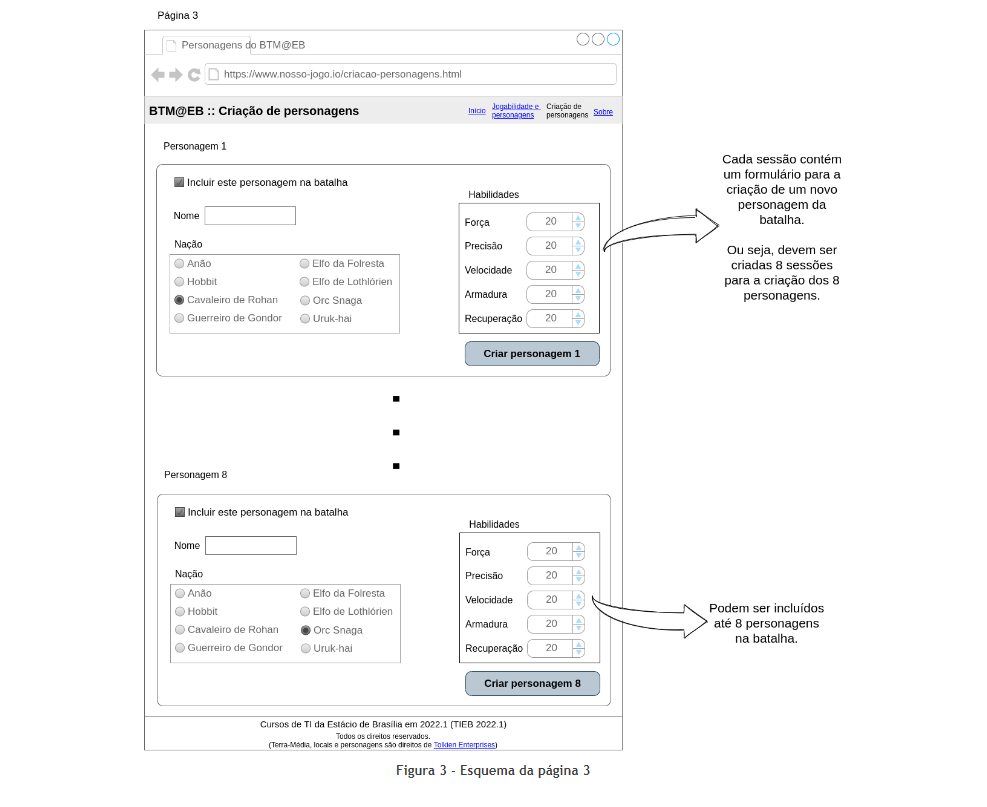 Página 3
Personagens do BTM@EB
https://www.nosso-jogo.io/criacao-personagens.html
BTM@EB :: Criação de personagens
Início
Jogabilidade e
personagens
Criação de
personagens
Sobre
Personagem 1
Incluir este personagem na batalha
Nome
Nação
Anão
Elfo da Folresta
Hobbit
Elfo de Lothlórien
Cavaleiro de Rohan
Orc Snaga
Guerreiro de Gondor
Uruk-hai
Habilidades
Força 20
Precisão 20
Velocidade 20
Armadura 20
Recuperação 20
Criar personagem 1
Cada sessão contém
um formulário para a
criação de um novo
personagem da
batalha.
Ou seja, devem ser
criadas 8 sessões
para a criação dos 8
personagens.
Personagem 8
Incluir este personagem na batalha
Nome
Nação
Anão
Elfo da Folresta
Hobbit
Elfo de Lothlórien
Cavaleiro de Rohan
Orc Snaga
Guerreiro de Gondor
Uruk-hai
Habilidades
Força 20
Precisão 20
Velocidade 20
Armadura 20
Recuperação 20
Criar personagem 8
Podem ser incluídos
até 8 personagens
na batalha.
Cursos de TI da Estácio de Brasília em 2022.1 (TIEB 2022.1)
Todos os direitos reservados.
(Terra-Média, locais e personagens são direitos de Tolkien Enterprises)
Figura 3 - Esquema da página 3